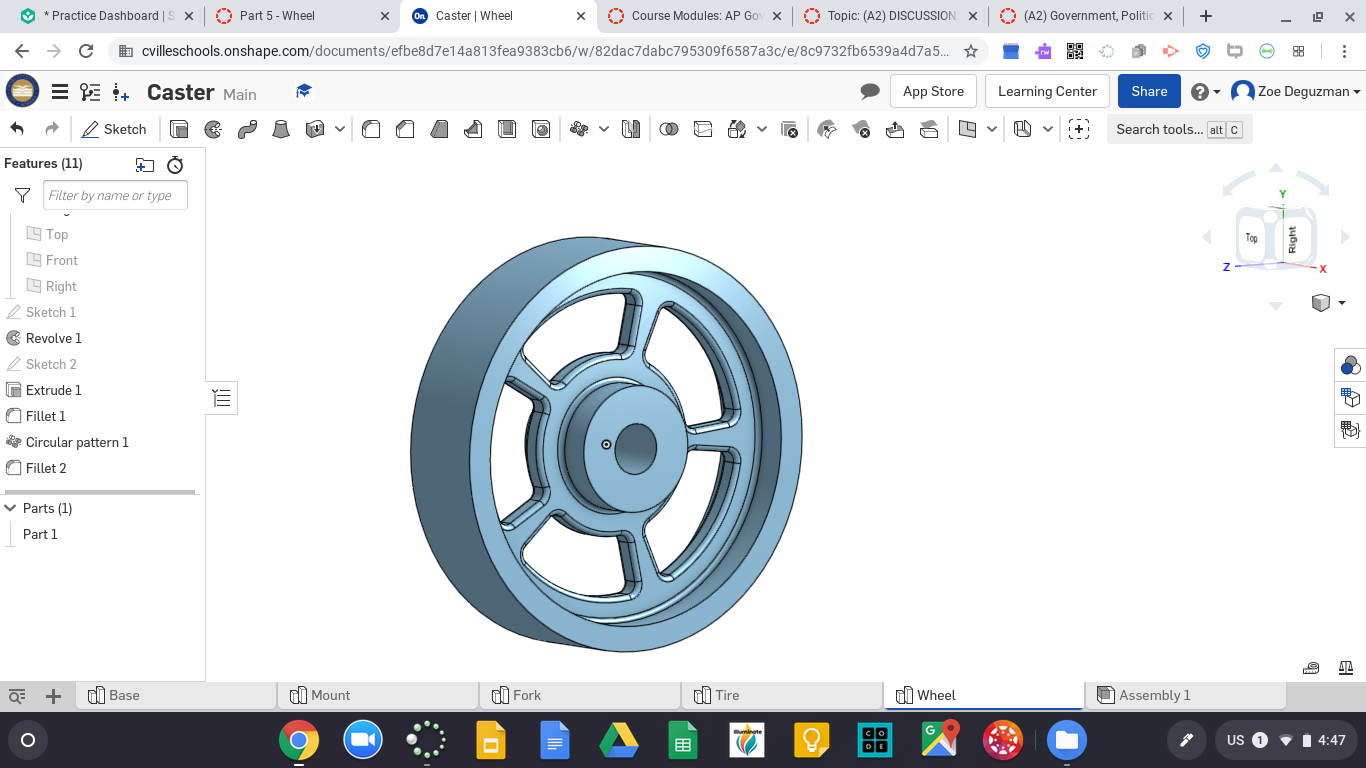 * Practice Dashboard | S
Part 5 - Wheel
On Caster | Wheel
Course Modules: AP Gov
Topic: (A2) DISCUSSION:
(A2) Government, Politic
cvilleschools.onshape.com/documents/efbe8d7e14a813fea9383cb6/w/82dac7dabc795309f6587a3c/e/8c9732fb6539a4d7a5...
Caster Main
App Store
Learning Center
Share
Zoe Deguzman
Sketch
Search tools... alt C
Features (11)
Filter by name or type
Top
Front
Right
Sketch 1
Revolve 1
Sketch 2
Extrude 1
Fillet 1
Circular pattern 1
Fillet 2
Parts (1)
Part 1
Y
Top
Right
Z
X
Base
Mount
Fork
Tire
Wheel
Assembly 1
Illuminate
C O
D E
US 1 4:47